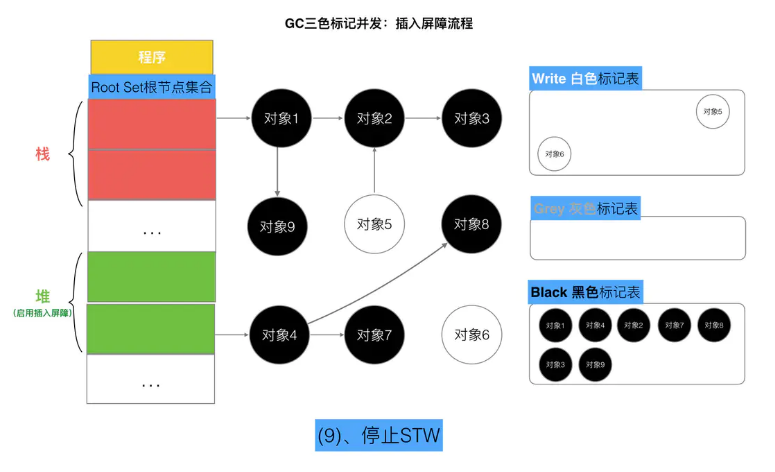 GC三色标记并发：插入屏障流程
程序
Root Set根节点集合
栈
...
堆
(启用插入屏障)
...
对象1
对象2
对象3
对象9
对象5
对象8
对象4
对象7
对象6
Write 白色标记表
对象5
对象6
Grey 灰色标记表
Black 黑色标记表
对象1
对象4
对象2
对象7
对象8
对象3
对象9
(9)、停止STW